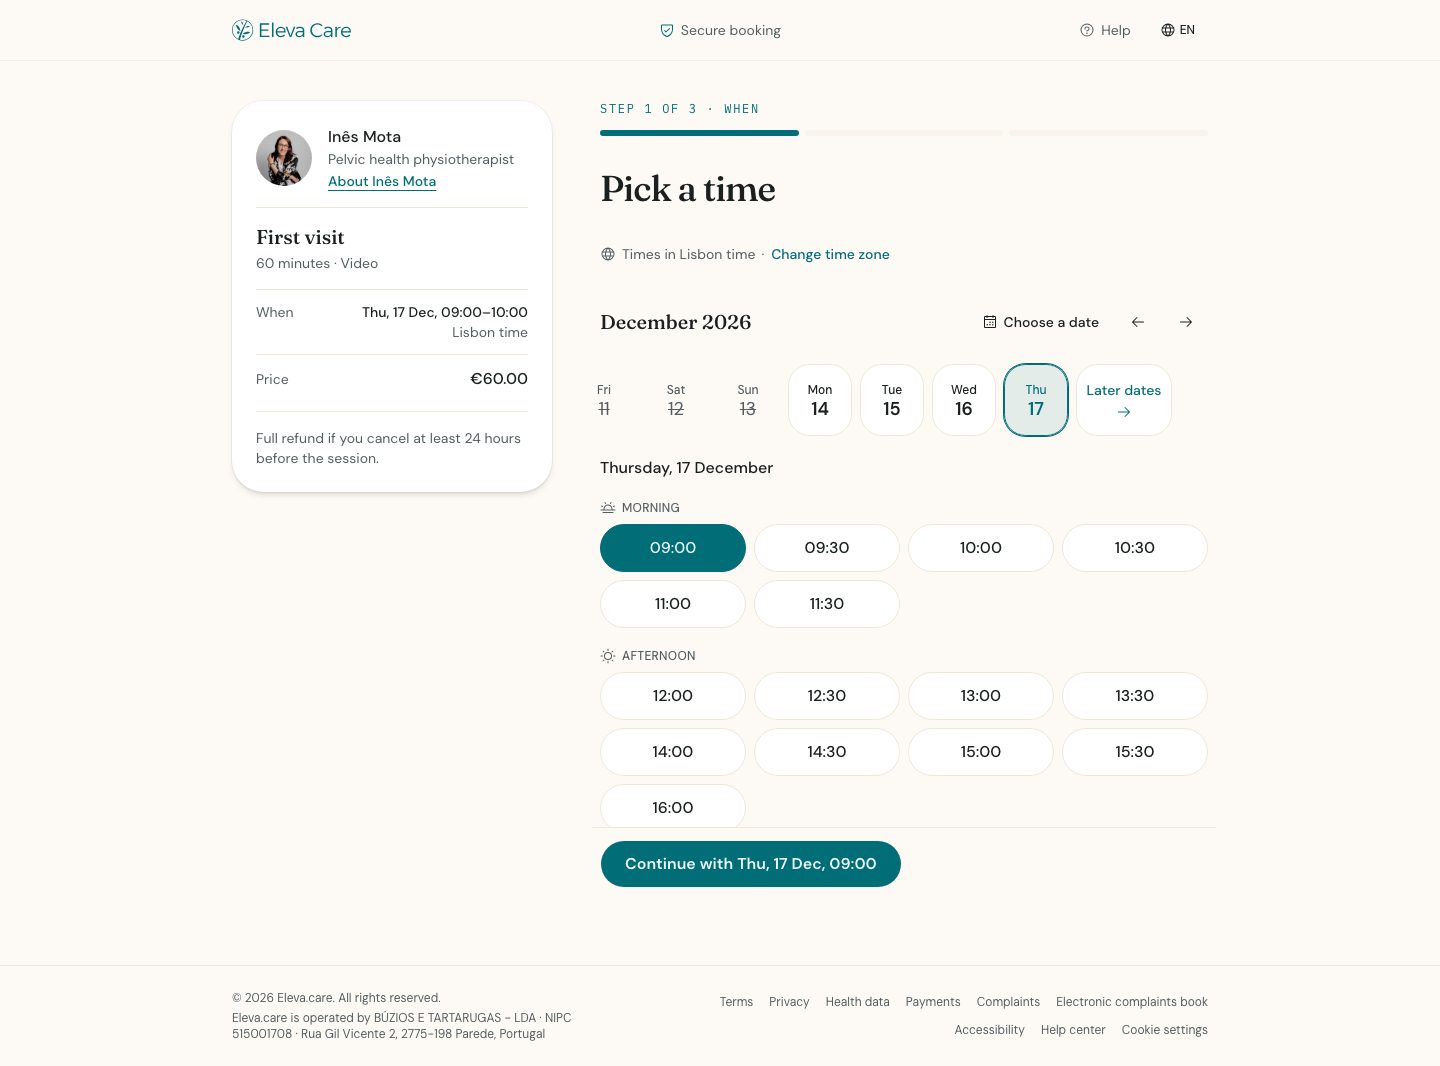 Eleva Care
Secure booking
Help
EN
Inês Mota
Pelvic health physiotherapist
About Inês Mota
First visit
60 minutes · Video
When
Thu, 17 Dec, 09:00–10:00
Lisbon time
Price
€60.00
Full refund if you cancel at least 24 hours
before the session.
STEP 1 OF 3 · WHEN
Pick a time
Times in Lisbon time · Change time zone
December 2026
Choose a date
Fri
11
Sat
12
Sun
13
Mon
14
Tue
15
Wed
16
Thu
17
Later dates
Thursday, 17 December
MORNING
09:00
09:30
10:00
10:30
11:00
11:30
AFTERNOON
12:00
12:30
13:00
13:30
14:00
14:30
15:00
15:30
16:00
Continue with Thu, 17 Dec, 09:00
© 2026 Eleva.care. All rights reserved.
Eleva.care is operated by BÚZIOS E TARTARUGAS - LDA · NIPC
515001708 · Rua Gil Vicente 2, 2775-198 Parede, Portugal
Terms Privacy Health data Payments Complaints Electronic complaints book
Accessibility Help center Cookie settings